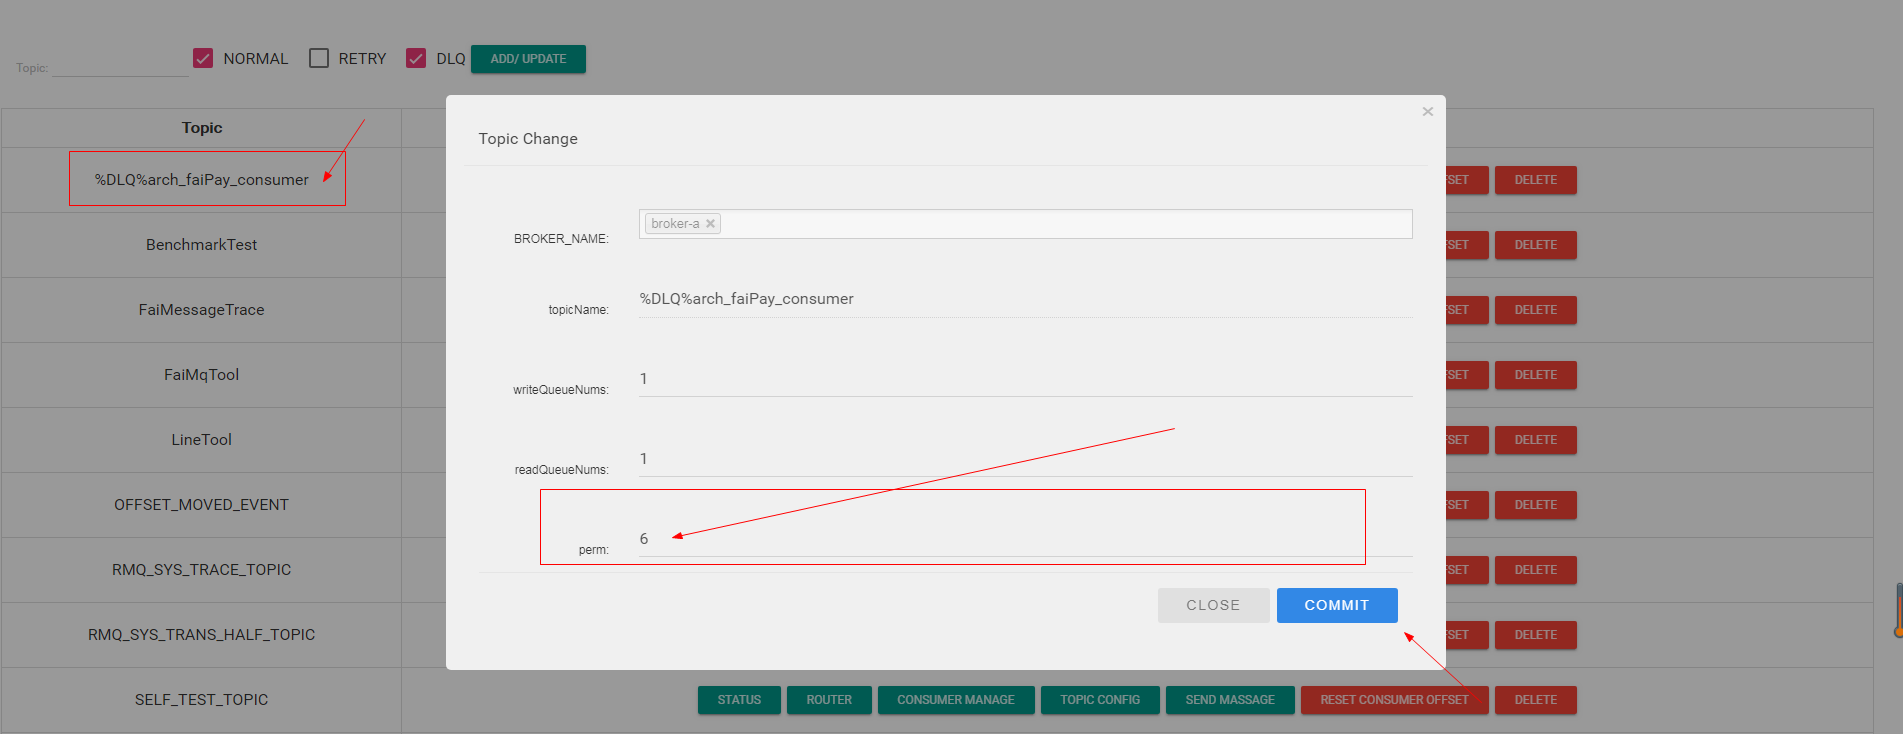 Topic:
NORMAL
RETRY
DLQ
ADD/ UPDATE
Topic
%DLQ%arch_faiPay_consumer
BenchmarkTest
FaiMessageTrace
FaiMqTool
LineTool
OFFSET_MOVED_EVENT
RMQ_SYS_TRACE_TOPIC
RMQ_SYS_TRANS_HALF_TOPIC
SELF_TEST_TOPIC
×
Topic Change
BROKER_NAME:
broker-a ×
topicName:
%DLQ%arch_faiPay_consumer
writeQueueNums:
1
readQueueNums:
1
perm:
6
CLOSE
COMMIT
FSET DELETE
FSET DELETE
FSET DELETE
FSET DELETE
FSET DELETE
FSET DELETE
FSET DELETE
FSET DELETE
STATUS ROUTER CONSUMER MANAGE TOPIC CONFIG SEND MASSAGE RESET CONSUMER OFFSET DELETE